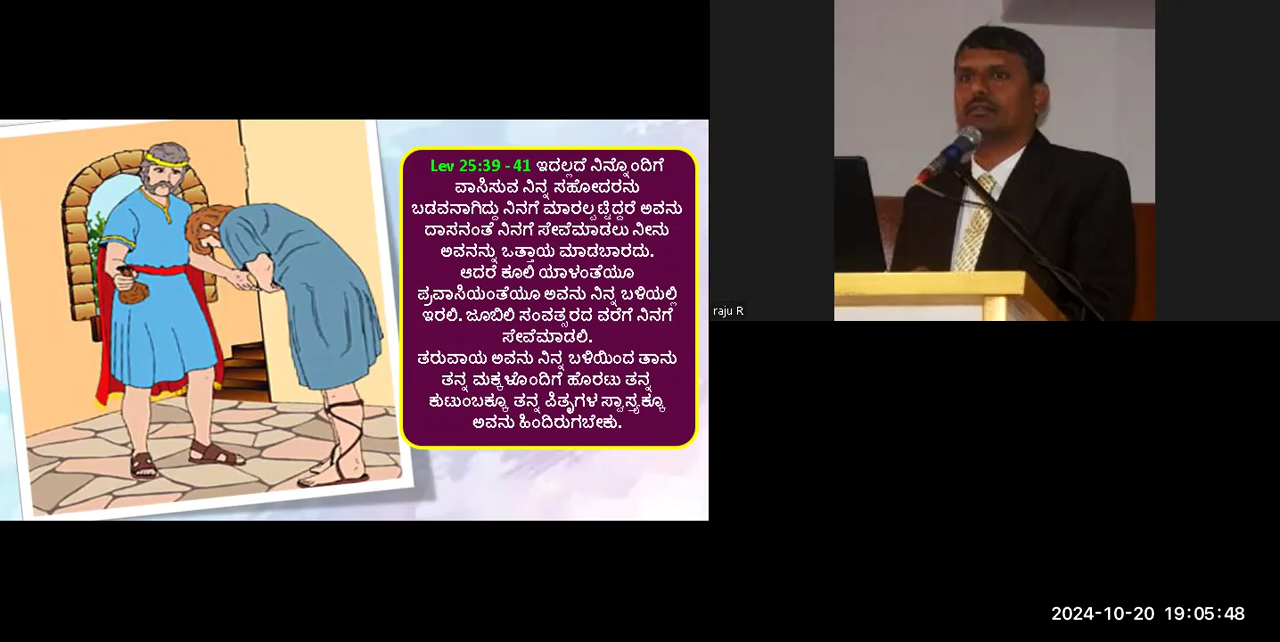 Lev 25:39 - 41 ಇದಲ್ಲದೆ ನಿನ್ನೊಂದಿಗೆ
ವಾಸಿಸುವ ನಿನ್ನ ಸಹೋದರನು
ಬಡವನಾಗಿದ್ದು ನಿನಗೆ ಮಾರಲ್ಪಟ್ಟಿದ್ದರೆ ಅವನು
ದಾಸನಂತೆ ನಿನಗೆ ಸೇವೆಮಾಡಲು ನೀನು
ಅವನನ್ನು ಒತ್ತಾಯ ಮಾಡಬಾರದು.
ಆದರೆ ಕೂಲಿ ಯಾಳಂತೆಯೂ
ಪ್ರವಾಸಿಯಂತೆಯೂ ಅವನು ನಿನ್ನ ಬಳಿಯಲ್ಲಿ
ಇರಲಿ. ಜೂಬಿಲಿ ಸಂವತ್ಸರದ ವರೆಗೆ ನಿನಗೆ
ಸೇವೆಮಾಡಲಿ.
ತರುವಾಯ ಅವನು ನಿನ್ನ ಬಳಿಯಿಂದ ತಾನು
ತನ್ನ ಮಕ್ಕಳೊಂದಿಗೆ ಹೊರಟು ತನ್ನ
ಕುಟುಂಬಕ್ಕೂ ತನ್ನ ಪಿತೃಗಳ ಸ್ವಾಸ್ತ್ಯಕ್ಕೂ
ಅವನು ಹಿಂದಿರುಗಬೇಕು.
raju R
2024-10-20 19:05:48